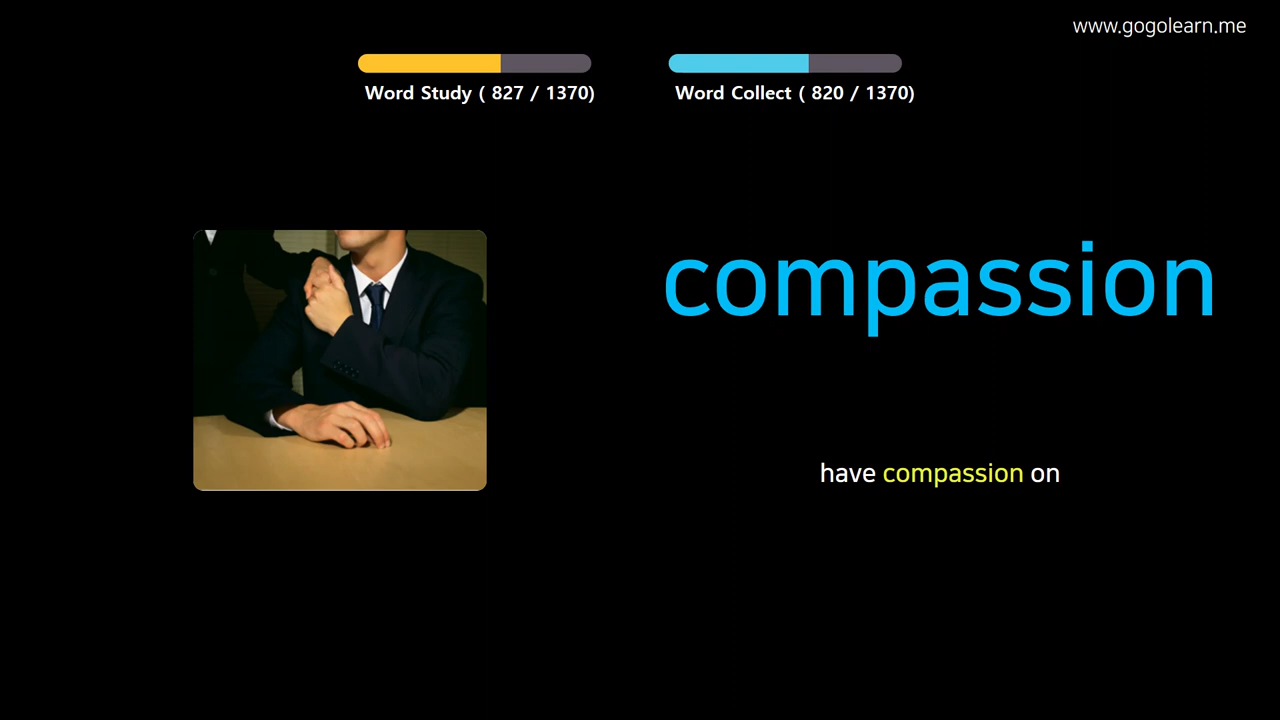 www.gogolearn.me
Word Study ( 827 / 1370)
Word Collect ( 820 / 1370)
compassion
have compassion on